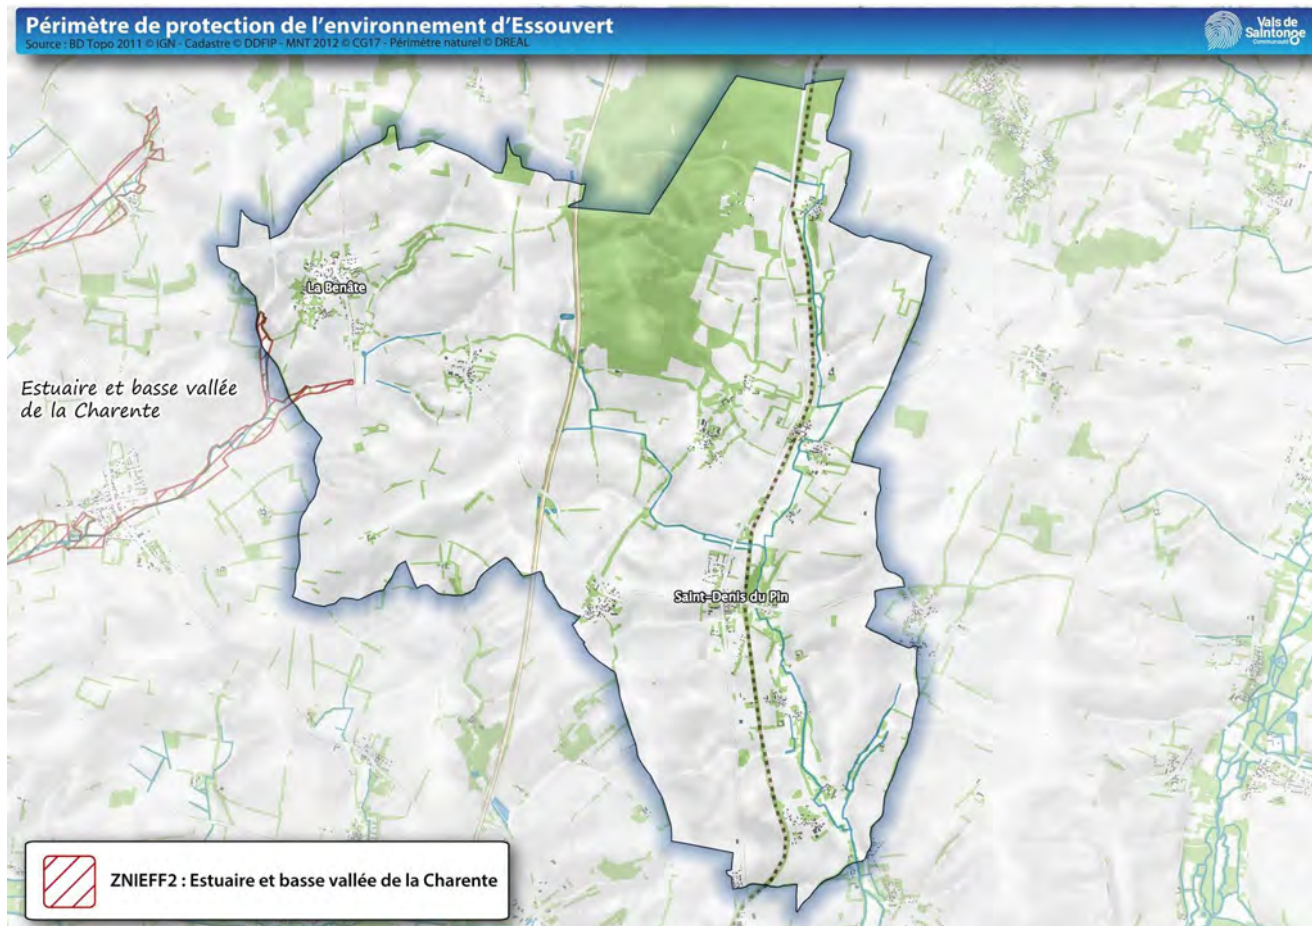 Périmètre de protection de l'environnement d'Essouvert
Source : BD Topo 2011 © IGN - Cadastre © DDFIP - MNT 2012 © CG17 - Périmètre naturel © DREAL
Vals de
Saintonge
Communauté
La Benâte
Estuaire et basse vallée
de la Charente
Saint-Denis du Pin
ZNIEFF2 : Estuaire et basse vallée de la Charente